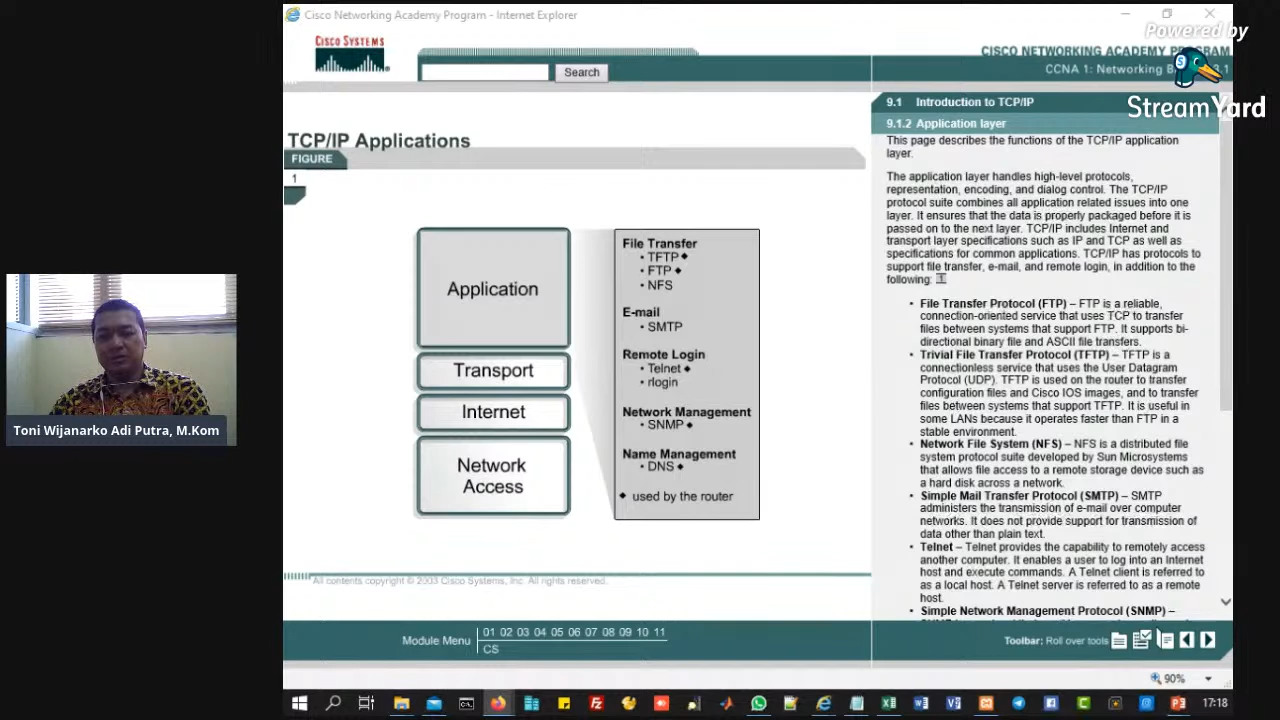 Cisco Networking Academy Program - Internet Explorer
Powered by
StreamYard
CISCO SYSTEMS
Search
CISCO NETWORKING ACADEMY PROGRAM
CCNA 1: Networking
3.1
TCP/IP Applications
FIGURE
1
Application
Transport
Internet
Network
Access
File Transfer
• TFTP ◆
• FTP ◆
• NFS
E-mail
• SMTP
Remote Login
• Telnet ◆
• rlogin
Network Management
• SNMP ◆
Name Management
• DNS ◆
◆ used by the router
9.1 Introduction to TCP/IP
9.1.2 Application layer
This page describes the functions of the TCP/IP application
layer.
The application layer handles high-level protocols,
representation, encoding, and dialog control. The TCP/IP
protocol suite combines all application related issues into one
layer. It ensures that the data is properly packaged before it is
passed on to the next layer. TCP/IP includes Internet and
transport layer specifications such as IP and TCP as well as
specifications for common applications. TCP/IP has protocols to
support file transfer, e-mail, and remote login, in addition to the
following: 1
• File Transfer Protocol (FTP) – FTP is a reliable,
connection-oriented service that uses TCP to transfer
files between systems that support FTP. It supports bi-
directional binary file and ASCII file transfers.
• Trivial File Transfer Protocol (TFTP) – TFTP is a
connectionless service that uses the User Datagram
Protocol (UDP). TFTP is used on the router to transfer
configuration files and Cisco IOS images, and to transfer
files between systems that support TFTP. It is useful in
some LANs because it operates faster than FTP in a
stable environment.
• Network File System (NFS) – NFS is a distributed file
system protocol suite developed by Sun Microsystems
that allows file access to a remote storage device such as
a hard disk across a network.
• Simple Mail Transfer Protocol (SMTP) – SMTP
administers the transmission of e-mail over computer
networks. It does not provide support for transmission of
data other than plain text.
• Telnet – Telnet provides the capability to remotely access
another computer. It enables a user to log into an Internet
host and execute commands. A Telnet client is referred to
as a local host. A Telnet server is referred to as a remote
host.
• Simple Network Management Protocol (SNMP) –
Toni Wijanarko Adi Putra, M.Kom
All contents copyright © 2003 Cisco Systems, Inc. All rights reserved.
Module Menu
01 02 03 04 05 06 07 08 09 10 11
CS
Toolbar: Roll over tools
90%
17:18